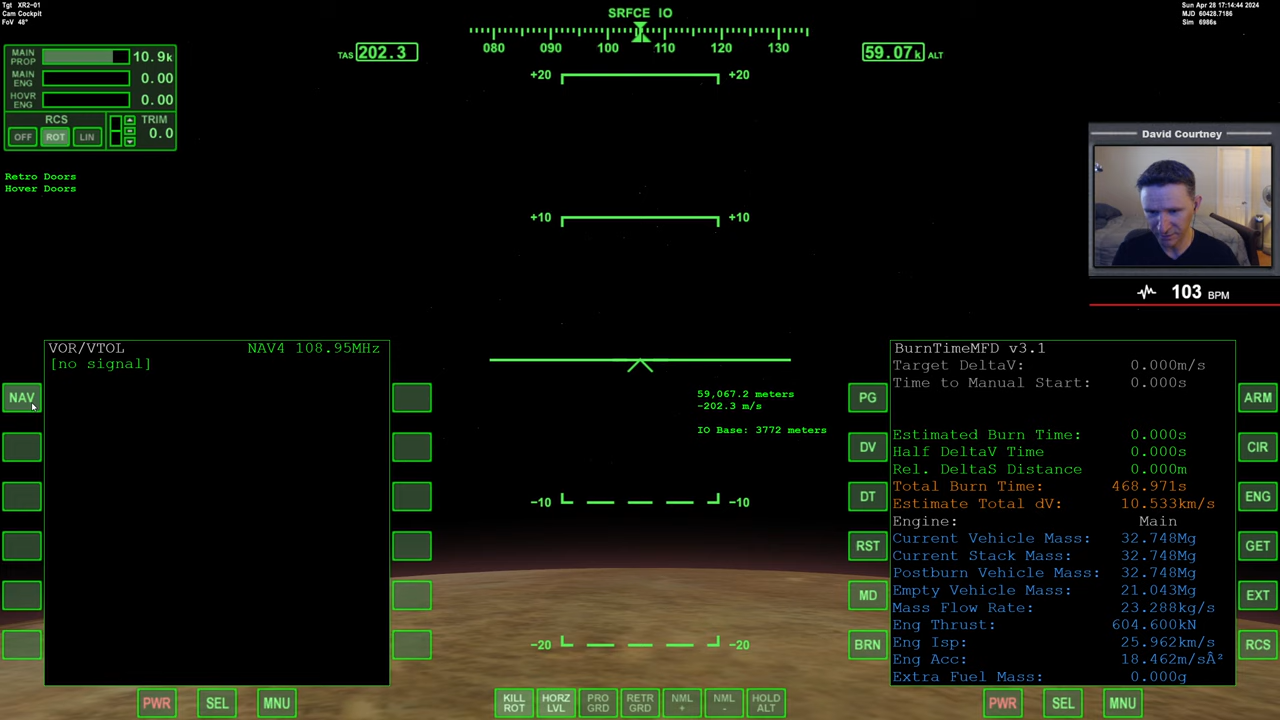 Tgt XR2-01
Cam Cockpit
FoV 48°
SRFCE IO
080 090 100 110 120 130
TAS 202.3
59.07k ALT
Sun Apr 28 17:14:44 2024
MJD 60428.7186
Sim 6986s
MAIN PROP 10.9k
MAIN ENG 0.00
HOVR ENG 0.00
RCS TRIM
OFF ROT LIN 0.0
Retro Doors
Hover Doors
+20 +20
+10 +10
-10 -10
-20 -20
59,067.2 meters
-202.3 m/s
IO Base: 3772 meters
David Courtney
103 BPM
VOR/VTOL NAV4 108.95MHz
[no signal]
NAV
PWR SEL MNU
KILL ROT
HORZ LVL
PRO GRD
RETR GRD
NML +
NML -
HOLD ALT
BurnTimeMFD v3.1
Target DeltaV: 0.000m/s
Time to Manual Start: 0.000s
Estimated Burn Time: 0.000s
Half DeltaV Time 0.000s
Rel. DeltaS Distance 0.000m
Total Burn Time: 468.971s
Estimate Total dV: 10.533km/s
Engine: Main
Current Vehicle Mass: 32.748Mg
Current Stack Mass: 32.748Mg
Postburn Vehicle Mass: 32.748Mg
Empty Vehicle Mass: 21.043Mg
Mass Flow Rate: 23.288kg/s
Eng Thrust: 604.600kN
Eng Isp: 25.962km/s
Eng Acc: 18.462m/sÂ²
Extra Fuel Mass: 0.000g
PG
DV
DT
RST
MD
BRN
ARM
CIR
ENG
GET
EXT
RCS
PWR SEL MNU